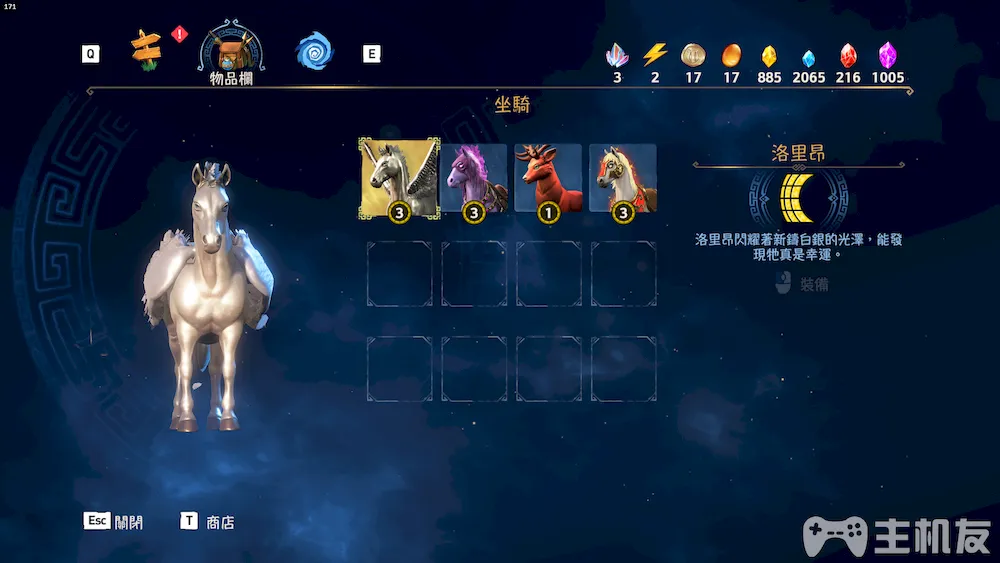 171
Q
!
物品欄
E
3 2 17 17 885 2065 216 1005
坐騎
3 3 1 3
洛里昂
洛里昂閃耀著新鑄白銀的光澤，能發
現牠真是幸運。
裝備
Esc 關閉 T 商店
主机友